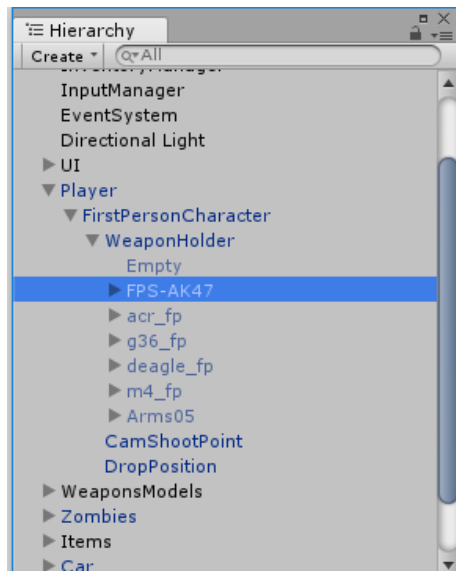 Hierarchy
Create
All
InventoryManager
InputManager
EventSystem
Directional Light
UI
Player
FirstPersonCharacter
WeaponHolder
Empty
FPS-AK47
acr_fp
g36_fp
deagle_fp
m4_fp
Arms05
CamShootPoint
DropPosition
WeaponsModels
Zombies
Items
Car